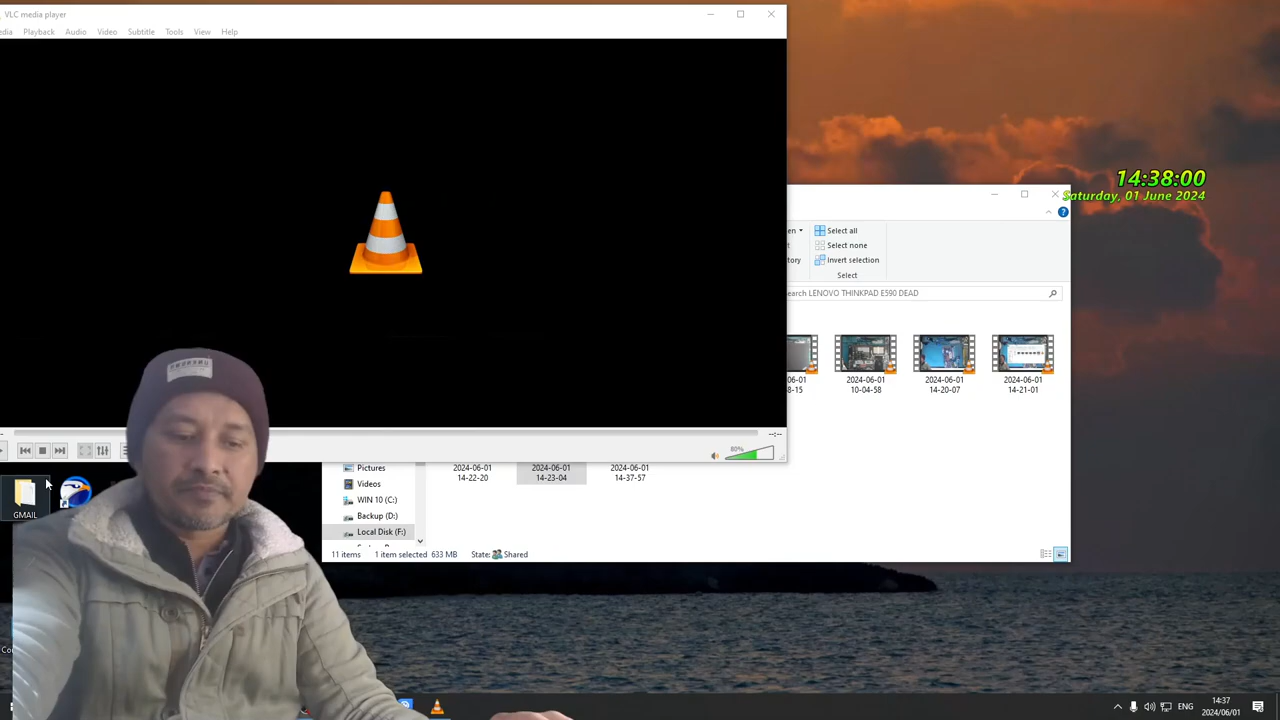 VLC media player
Playback Audio Video Subtitle Tools View Help
14:38:00
Saturday, 01 June 2024
Select all
Select none
Invert selection
Select
LENOVO THINKPAD E590 DEAD
2024-06-01
10-04-58
2024-06-01
14-20-07
2024-06-01
14-21-01
--:--
80%
Pictures
Videos
WIN 10 (C:)
Backup (D:)
Local Disk (F:)
2024-06-01
14-22-20
2024-06-01
14-23-04
2024-06-01
14-37-57
GMAIL
11 items 1 item selected 633 MB State: Shared
ENG
14:37
2024/06/01